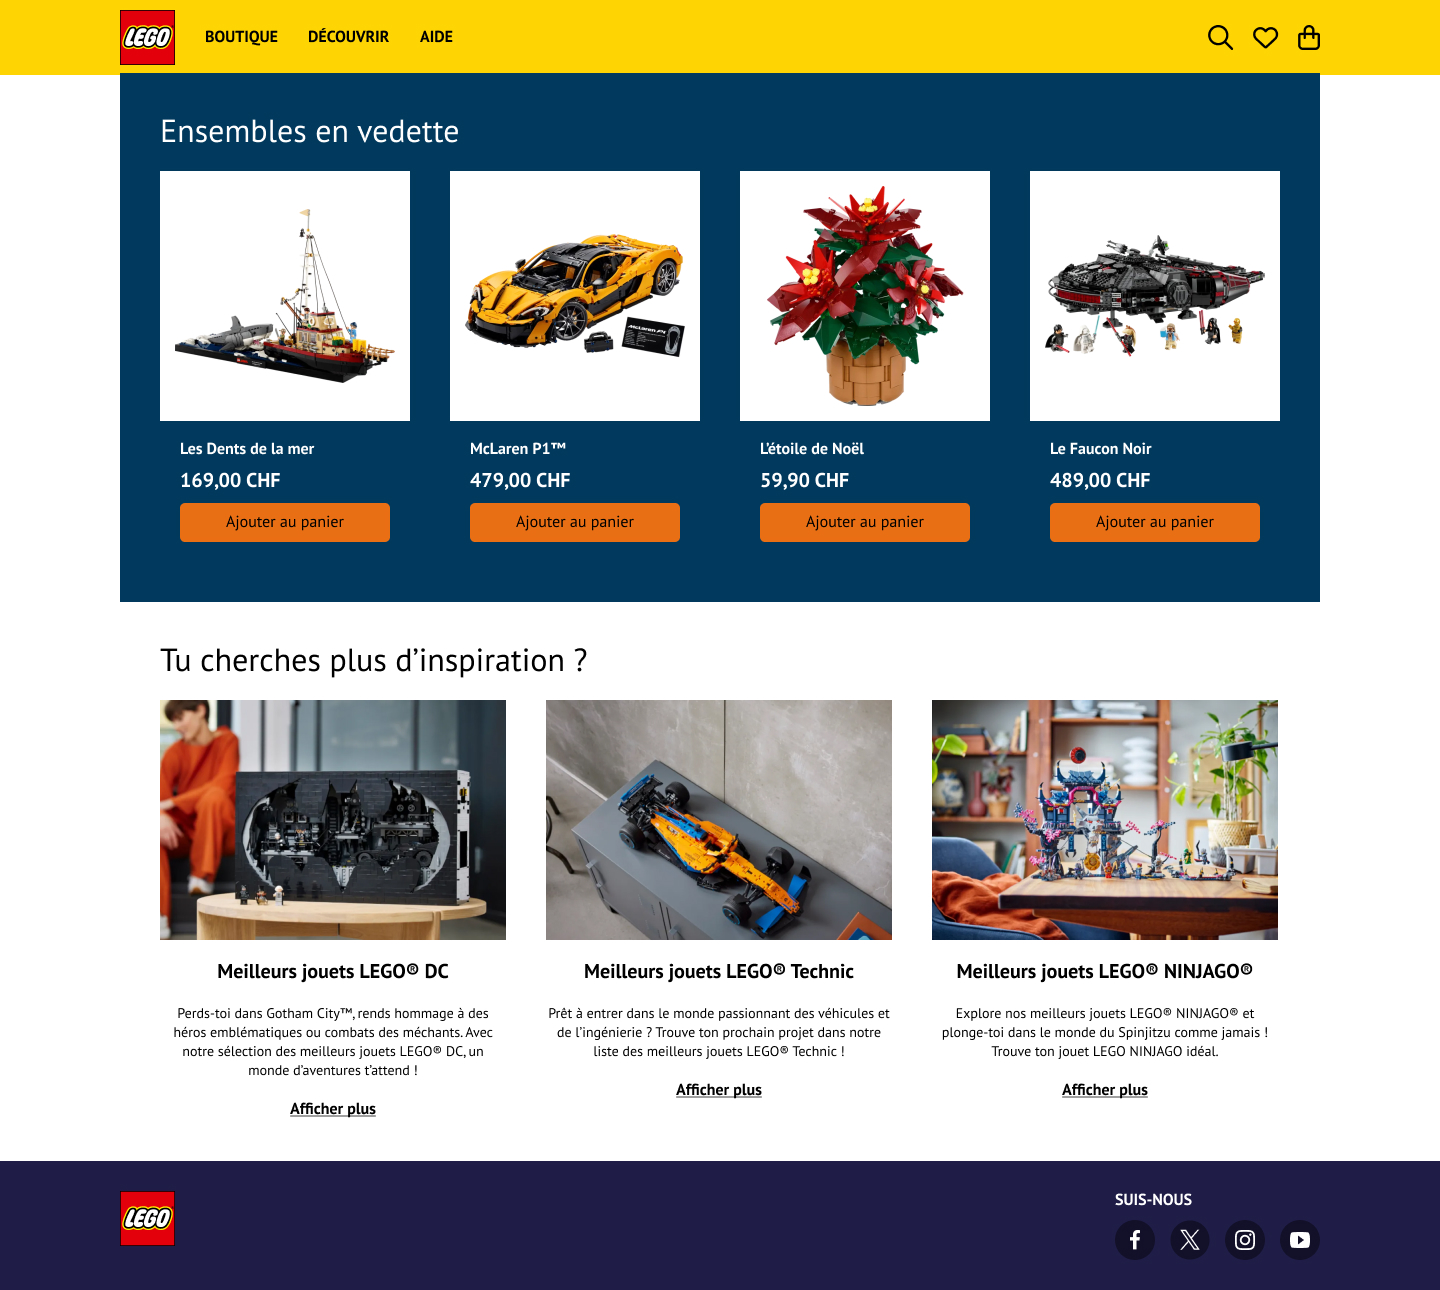 LEGO
BOUTIQUE
DÉCOUVRIR
AIDE
Ensembles en vedette
McLaren P1
Les Dents de la mer
169,00 CHF
Ajouter au panier
McLaren P1™
479,00 CHF
Ajouter au panier
L’étoile de Noël
59,90 CHF
Ajouter au panier
Le Faucon Noir
489,00 CHF
Ajouter au panier
Tu cherches plus d’inspiration ?
Meilleurs jouets LEGO® DC
Perds-toi dans Gotham City™, rends hommage à des
héros emblématiques ou combats des méchants. Avec
notre sélection des meilleurs jouets LEGO® DC, un
monde d’aventures t’attend !
Afficher plus
Meilleurs jouets LEGO® Technic
Prêt à entrer dans le monde passionnant des véhicules et
de l’ingénierie ? Trouve ton prochain projet dans notre
liste des meilleurs jouets LEGO® Technic !
Afficher plus
Meilleurs jouets LEGO® NINJAGO®
Explore nos meilleurs jouets LEGO® NINJAGO® et
plonge-toi dans le monde du Spinjitzu comme jamais !
Trouve ton jouet LEGO NINJAGO idéal.
Afficher plus
LEGO
SUIS-NOUS